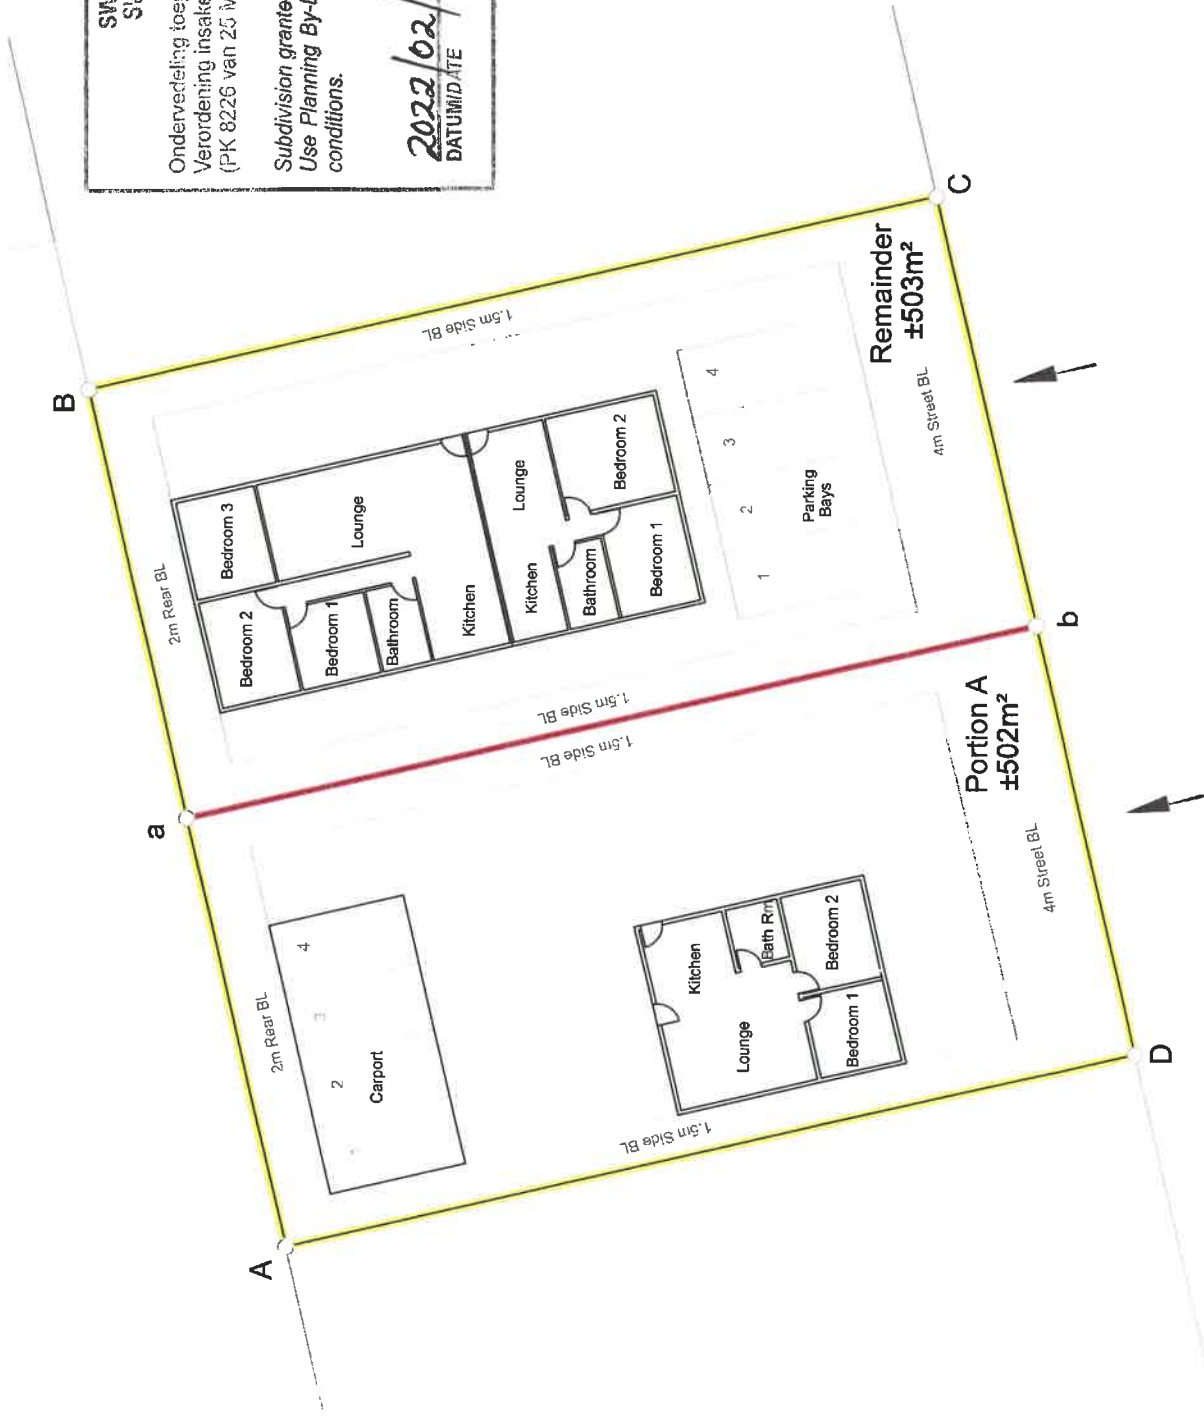 SW
Ondervedeling toeg
Verordening insake
(PK 8226 van 25 M
Subdivision grante
Use Planning By-L
conditions.
2022/02/
DATUM/DATE
B
2m Rear BL
1.5m Side BL
Bedroom 3
Bedroom 2
Lounge
Bedroom 1
Bathroom
Kitchen
Lounge
Kitchen
Bathroom
Bedroom 2
Bedroom 1
1
2
3
4
Parking
Bays
Remainder
±503m²
4m Street BL
C
1.5m Side BL
1.5m Side BL
a
b
2m Rear BL
2
3
4
Carport
Kitchen
Bath Rm
Lounge
Bedroom 2
Bedroom 1
Portion A
±502m²
4m Street BL
1.5m Side BL
A
D